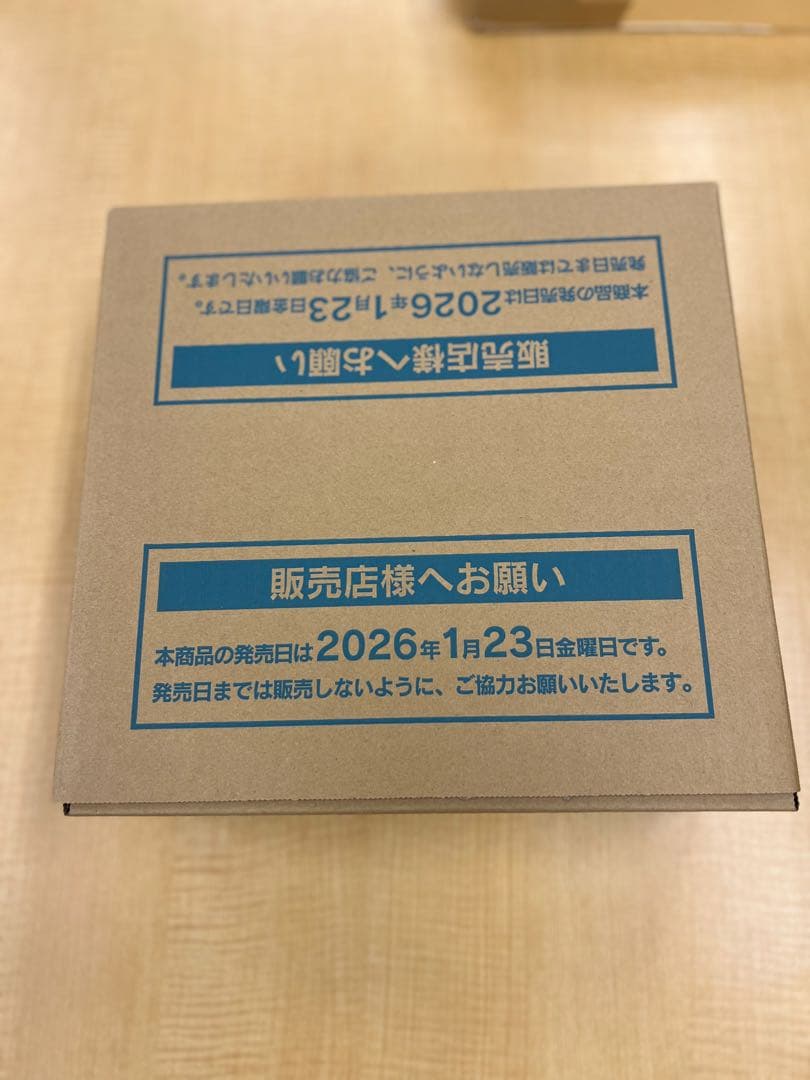 販売店様へお願い
本商品の発売日は2026年1月23日金曜日です。
発売日までは販売しないように、ご協力お願いいたします。
販売店様へお願い
本商品の発売日は2026年1月23日金曜日です。
発売日までは販売しないように、ご協力お願いいたします。